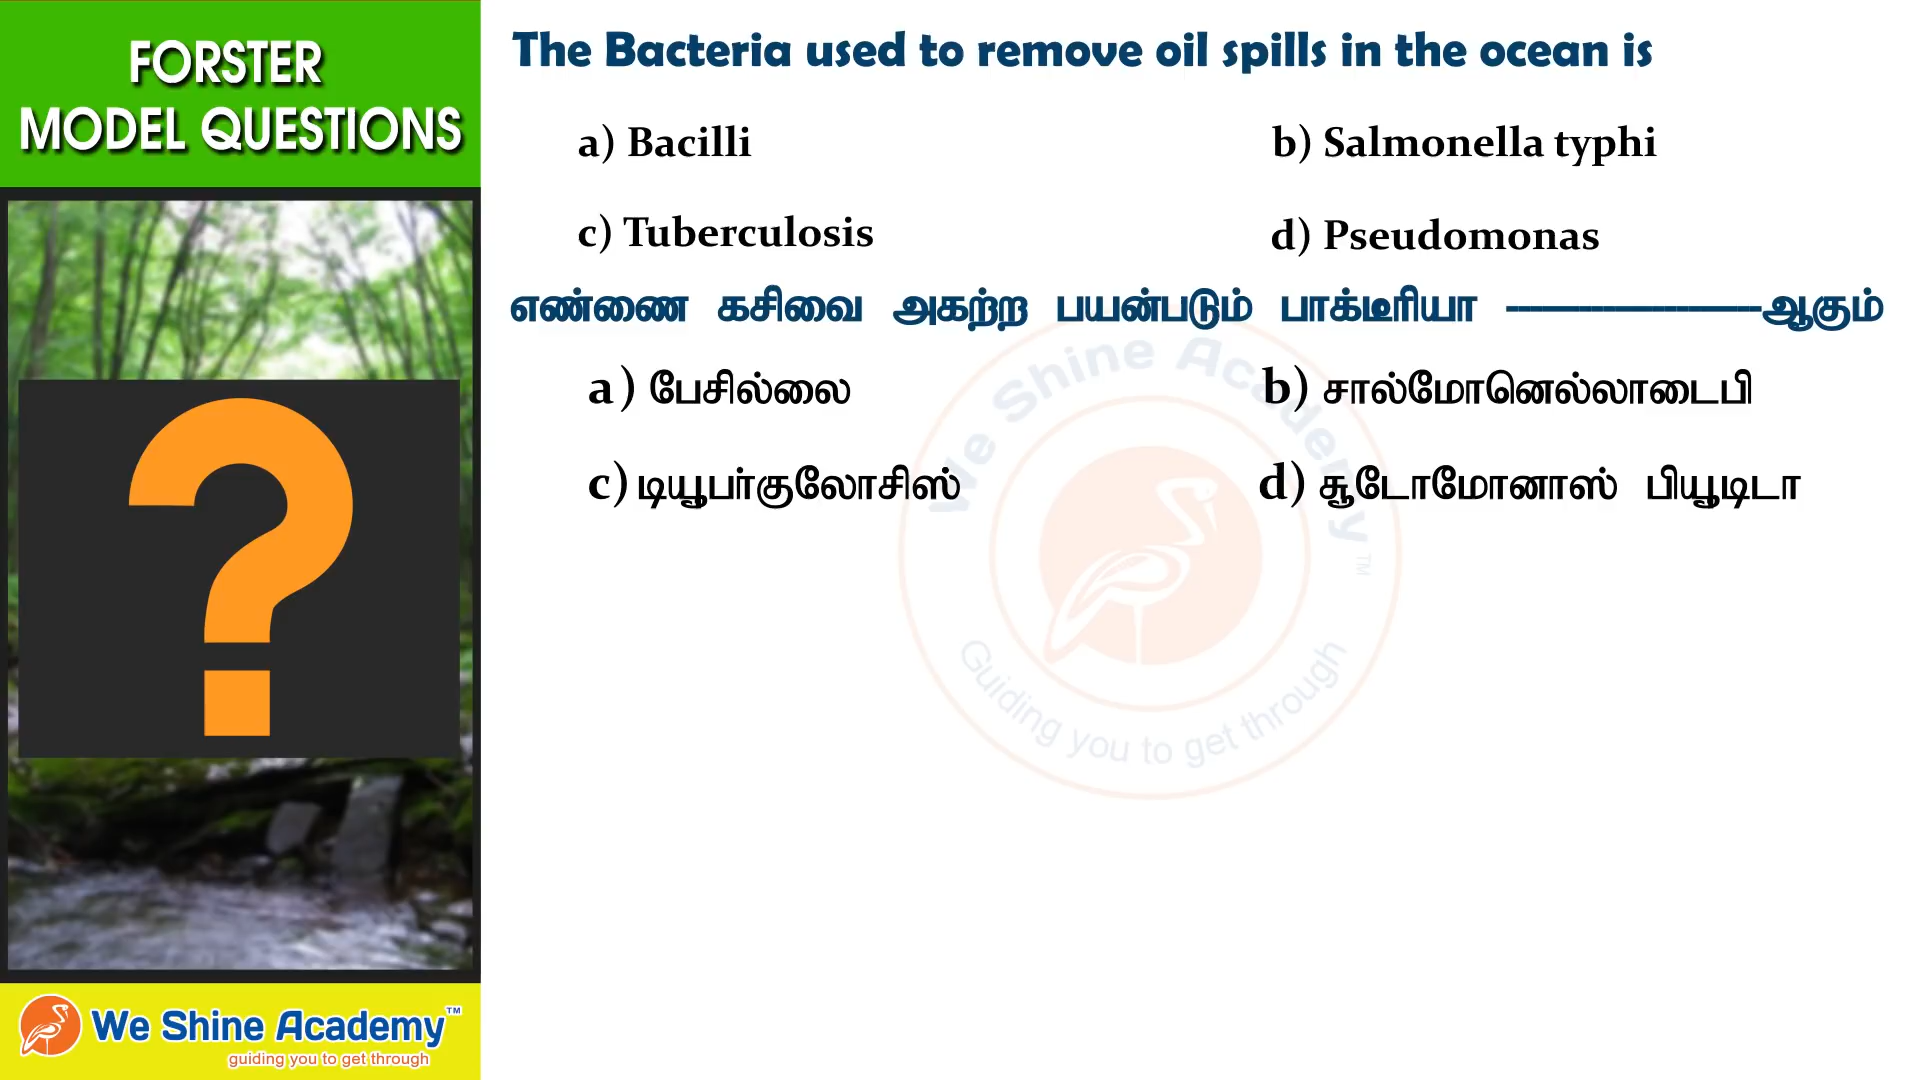 FORSTER
MODEL QUESTIONS
The Bacteria used to remove oil spills in the ocean is
a) Bacilli
b) Salmonella typhi
c) Tuberculosis
d) Pseudomonas
எண்ணை கசிவை அகற்ற பயன்படும் பாக்டீரியா ---------------------ஆகும்
a) பேசில்லை
b) சால்மோனெல்லாடைபி
c) டியூபர்குலோசிஸ்
d) சூடோமோனாஸ் பியூடிடா
We Shine Academy™
Guiding you to get through
We Shine Academy™
guiding you to get through